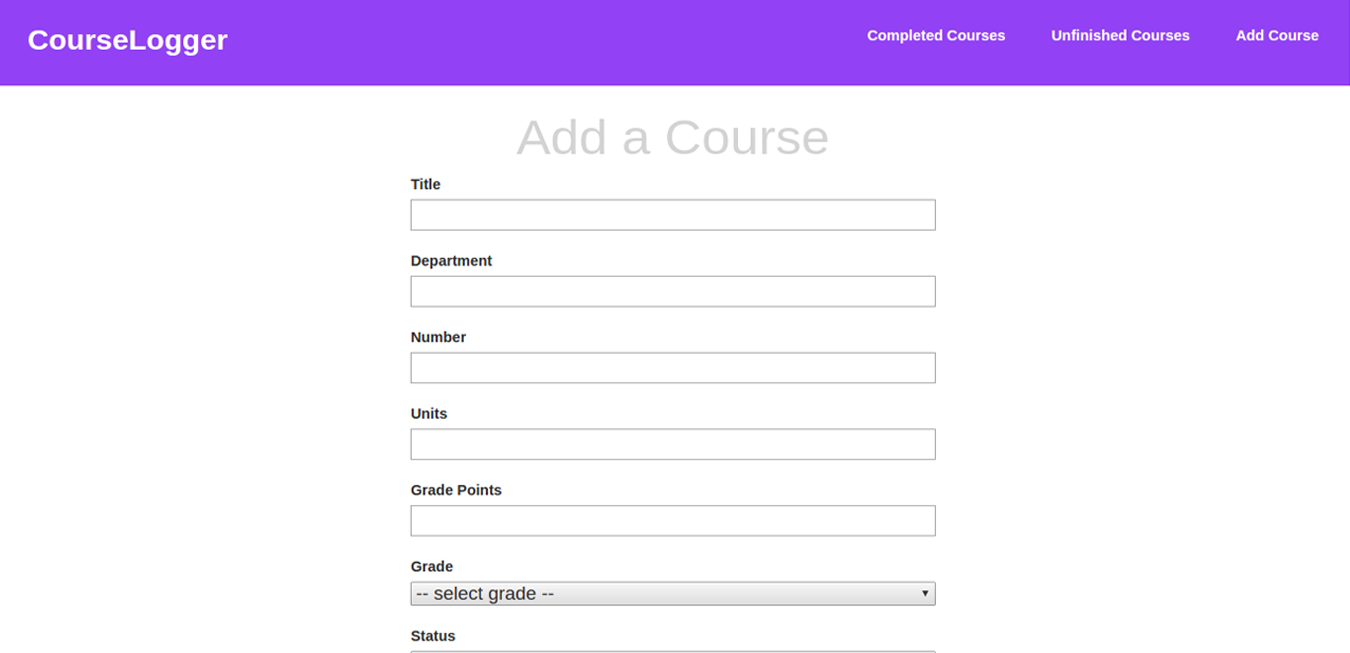 CourseLogger
Completed Courses Unfinished Courses Add Course
Add a Course
Title
Department
Number
Units
Grade Points
Grade
-- select grade --
Status